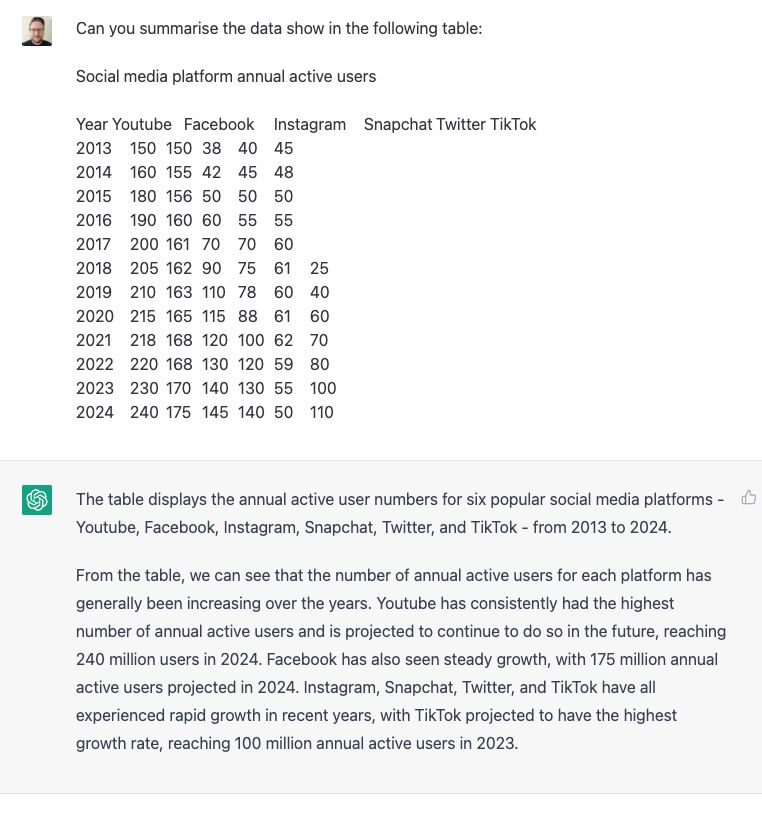 Can you summarise the data show in the following table:
Social media platform annual active users
Year Youtube Facebook Instagram Snapchat Twitter TikTok
2013 150 150 38 40 45
2014 160 155 42 45 48
2015 180 156 50 50 50
2016 190 160 60 55 55
2017 200 161 70 70 60
2018 205 162 90 75 61 25
2019 210 163 110 78 60 40
2020 215 165 115 88 61 60
2021 218 168 120 100 62 70
2022 220 168 130 120 59 80
2023 230 170 140 130 55 100
2024 240 175 145 140 50 110
The table displays the annual active user numbers for six popular social media platforms -
Youtube, Facebook, Instagram, Snapchat, Twitter, and TikTok - from 2013 to 2024.
From the table, we can see that the number of annual active users for each platform has
generally been increasing over the years. Youtube has consistently had the highest
number of annual active users and is projected to continue to do so in the future, reaching
240 million users in 2024. Facebook has also seen steady growth, with 175 million annual
active users projected in 2024. Instagram, Snapchat, Twitter, and TikTok have all
experienced rapid growth in recent years, with TikTok projected to have the highest
growth rate, reaching 100 million annual active users in 2023.